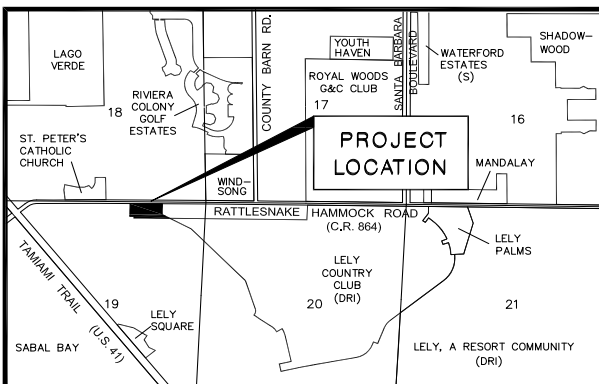 LAGO
VERDE
18
RIVIERA
COLONY
GOLF
ESTATES
ST. PETER'S
CATHOLIC
CHURCH
COUNTY BARN RD.
WIND-
SONG
YOUTH
HAVEN
ROYAL WOODS
G&C CLUB
17
SANTA BARBARA
BOULEVARD
WATERFORD
ESTATES
(S)
SHADOW-
WOOD
16
PROJECT
LOCATION
MANDALAY
RATTLESNAKE HAMMOCK ROAD
(C.R. 864)
TAMIAMI TRAIL
(U.S. 41)
19
LELY
SQUARE
SABAL BAY
LELY
COUNTRY
CLUB
(DRI)
20
LELY
PALMS
21
LELY, A RESORT COMMUNITY
(DRI)